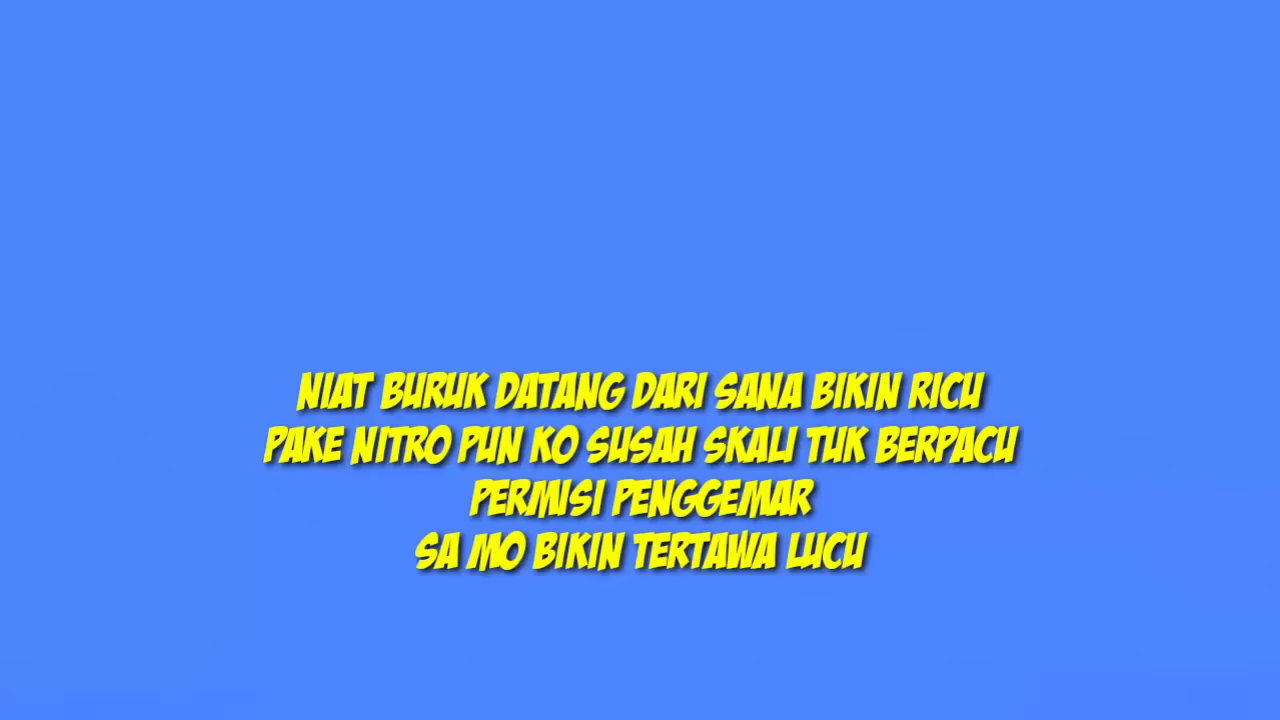 NIAT BURUK DATANG DARI SANA BIKIN RICU
PAKE NITRO PUN KO SUSAH SKALI TUK BERPACU
PERMISI PENGGEMAR
SA MO BIKIN TERTAWA LUCU